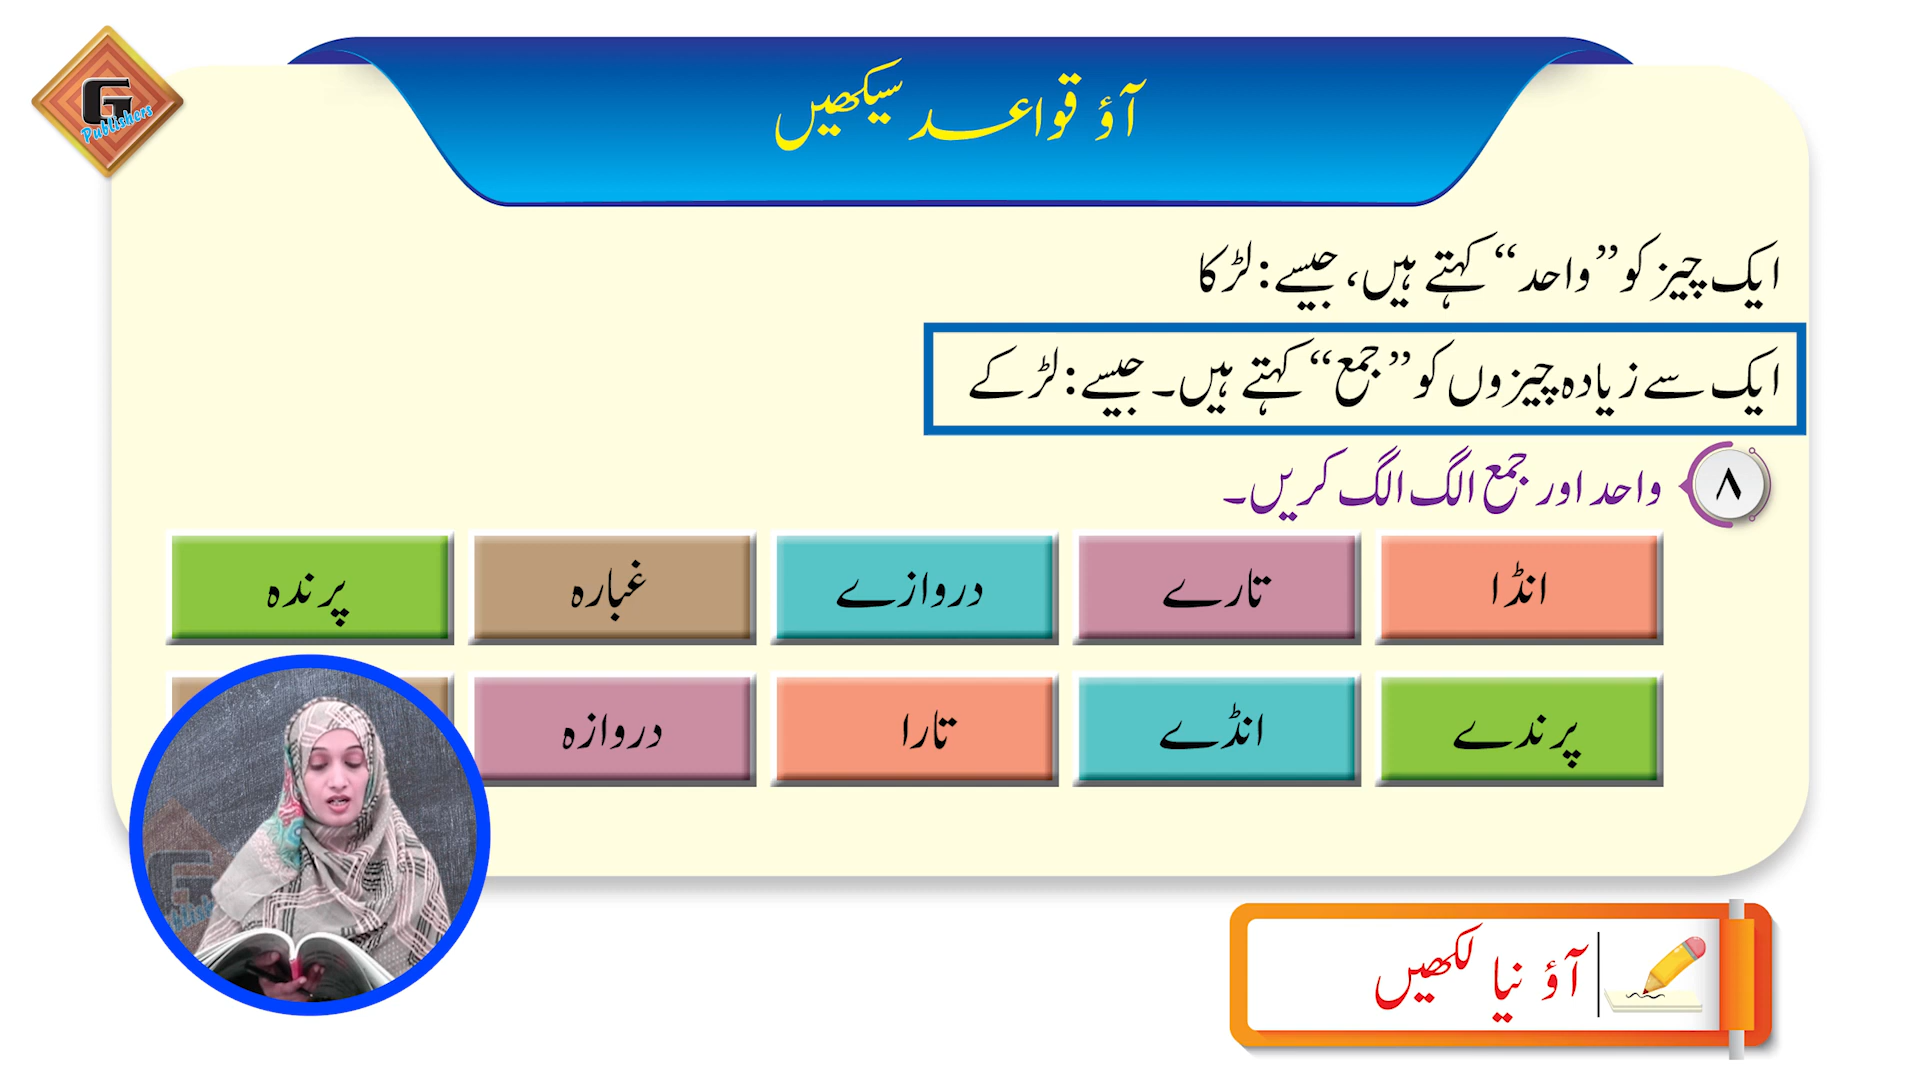 G
Publishers
آؤ قواعد سیکھیں
ایک چیز کو ”واحد“ کہتے ہیں، جیسے: لڑکا
ایک سے زیادہ چیزوں کو ”جمع“ کہتے ہیں۔ جیسے: لڑکے
۸ واحد اور جمع الگ الگ کریں۔
انڈا تارے دروازے غبارہ پرندہ
پرندے انڈے تارا دروازہ
آؤ نیا لکھیں